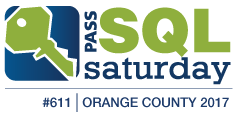 PASS
SQL
saturday
#611 | ORANGE COUNTY 2017